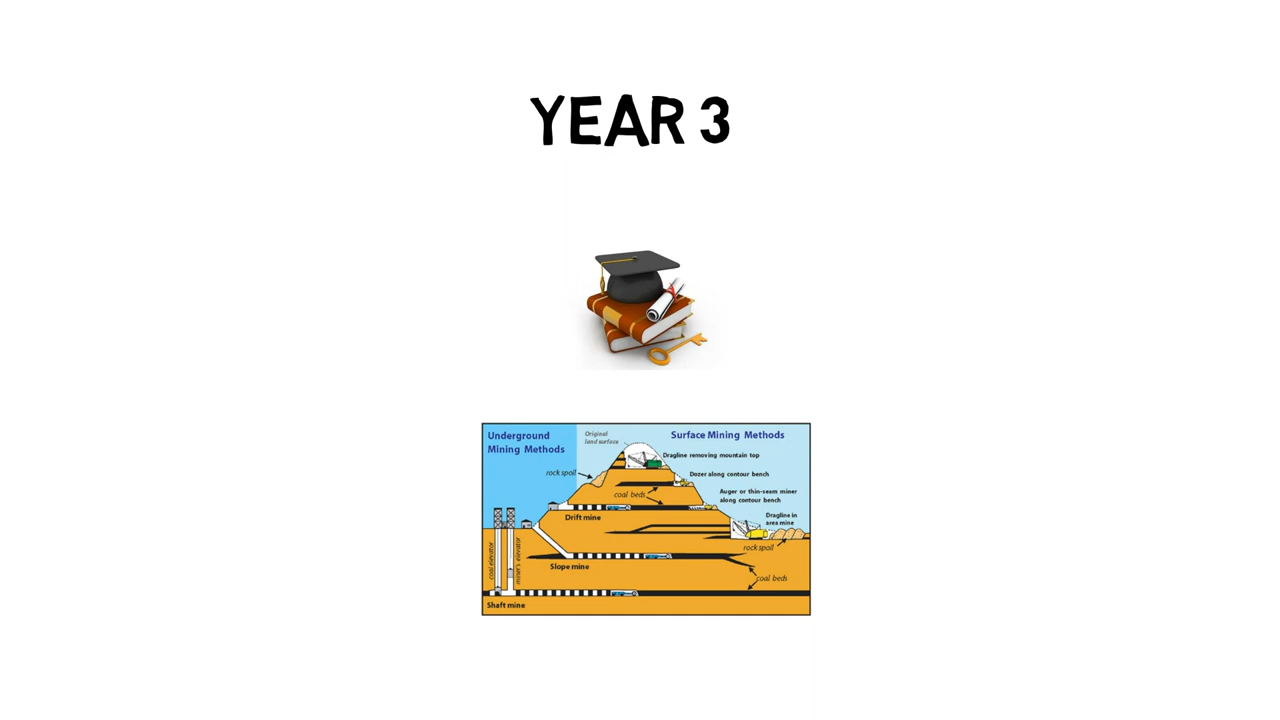 YEAR 3
Underground
Mining Methods
Original
land surface
Surface Mining Methods
Dragline removing mountain top
rock spoil
Dozer along contour bench
coal beds
Auger or thin-seam miner
along contour bench
Drift mine
Dragline in
area mine
rock spoil
coal elevator
miner's elevator
Slope mine
coal beds
Shaft mine